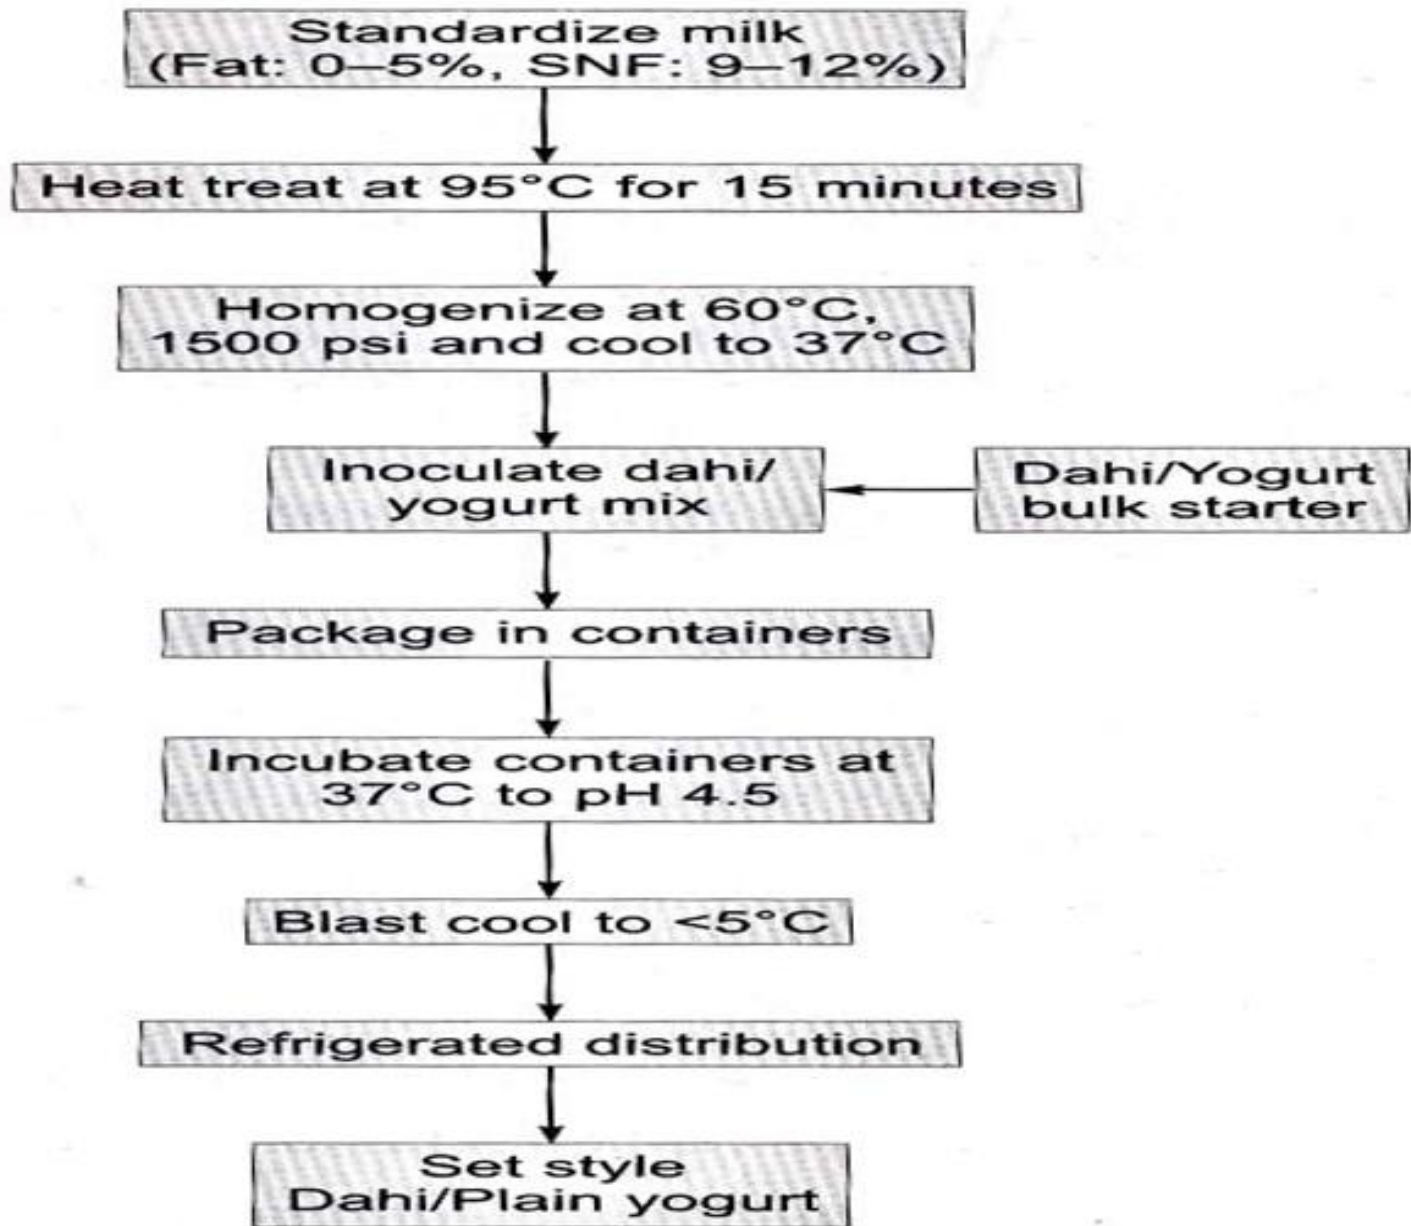 Standardize milk
(Fat: 0–5%, SNF: 9–12%)
Heat treat at 95°C for 15 minutes
Homogenize at 60°C,
1500 psi and cool to 37°C
Inoculate dahi/
yogurt mix
Dahi/Yogurt
bulk starter
Package in containers
Incubate containers at
37°C to pH 4.5
Blast cool to <5°C
Refrigerated distribution
Set style
Dahi/Plain yogurt